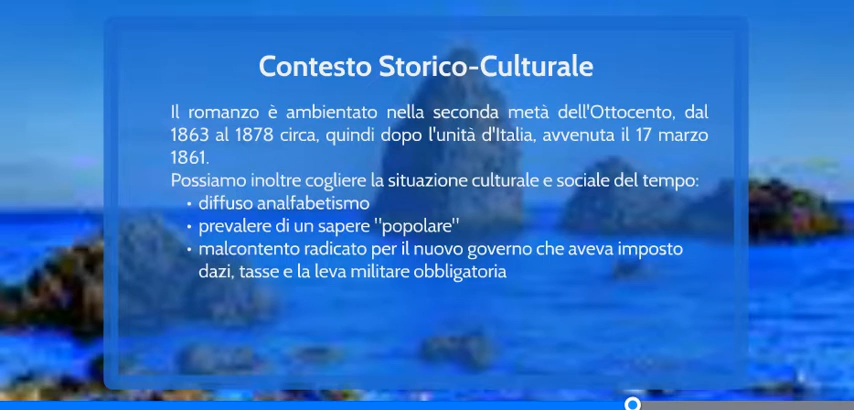 Contesto Storico-Culturale
Il romanzo è ambientato nella seconda metà dell'Ottocento, dal
1863 al 1878 circa, quindi dopo l'unità d'Italia, avvenuta il 17 marzo
1861.
Possiamo inoltre cogliere la situazione culturale e sociale del tempo:
• diffuso analfabetismo
• prevalere di un sapere "popolare"
• malcontento radicato per il nuovo governo che aveva imposto
dazi, tasse e la leva militare obbligatoria